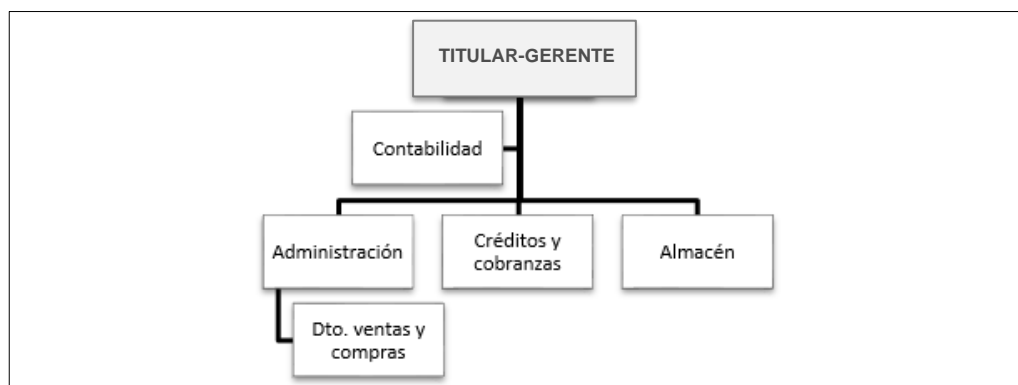 TITULAR-GERENTE
Contabilidad
Administración
Créditos y
cobranzas
Almacén
Dto. ventas y
compras